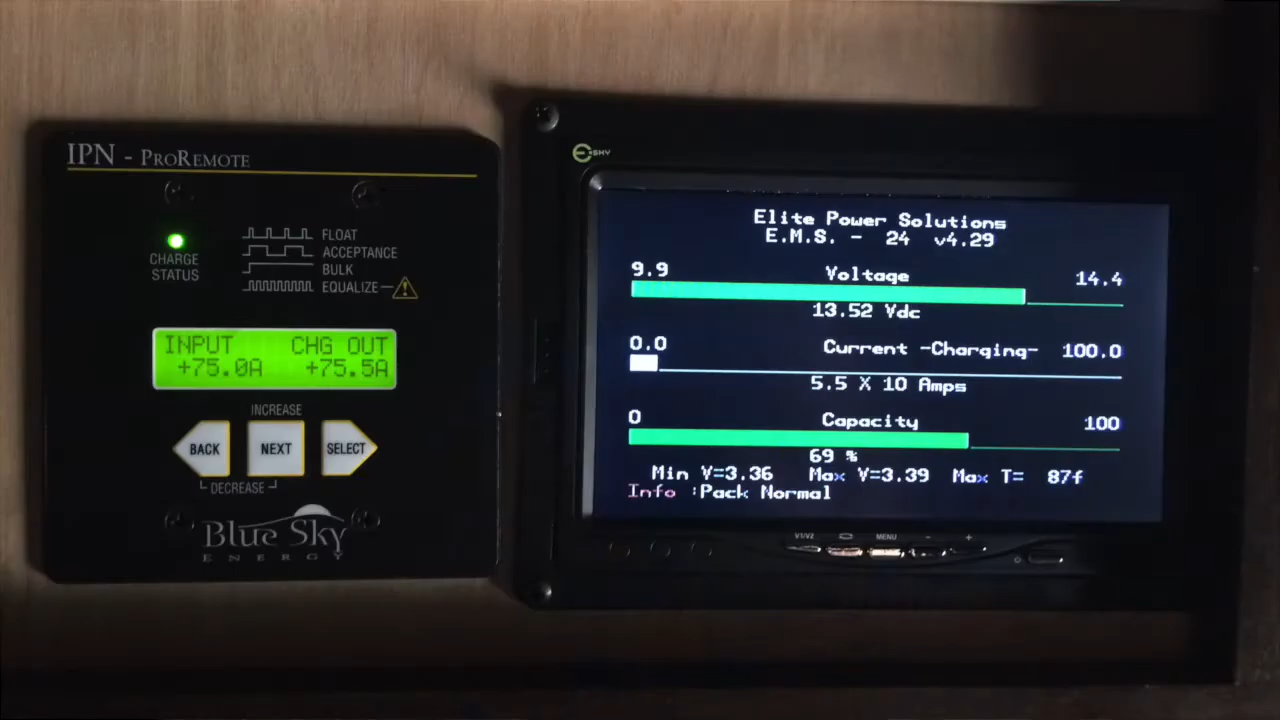 IPN - PROREMOTE
CHARGE
STATUS
FLOAT
ACCEPTANCE
BULK
EQUALIZE
INPUT CHG OUT
+75.0A +75.5A
INCREASE
BACK NEXT SELECT
DECREASE
BLUE SKY
ENERGY
SKY
Elite Power Solutions
E.M.S. - 24 v4.29
9.9 Voltage 14.4
13.52 Vdc
0.0 Current -Charging- 100.0
5.5 X 10 Amps
0 Capacity 100
69 %
Min V=3.36 Max V=3.39 Max T= 87f
Info :Pack Normal
V1/V2 MENU - +